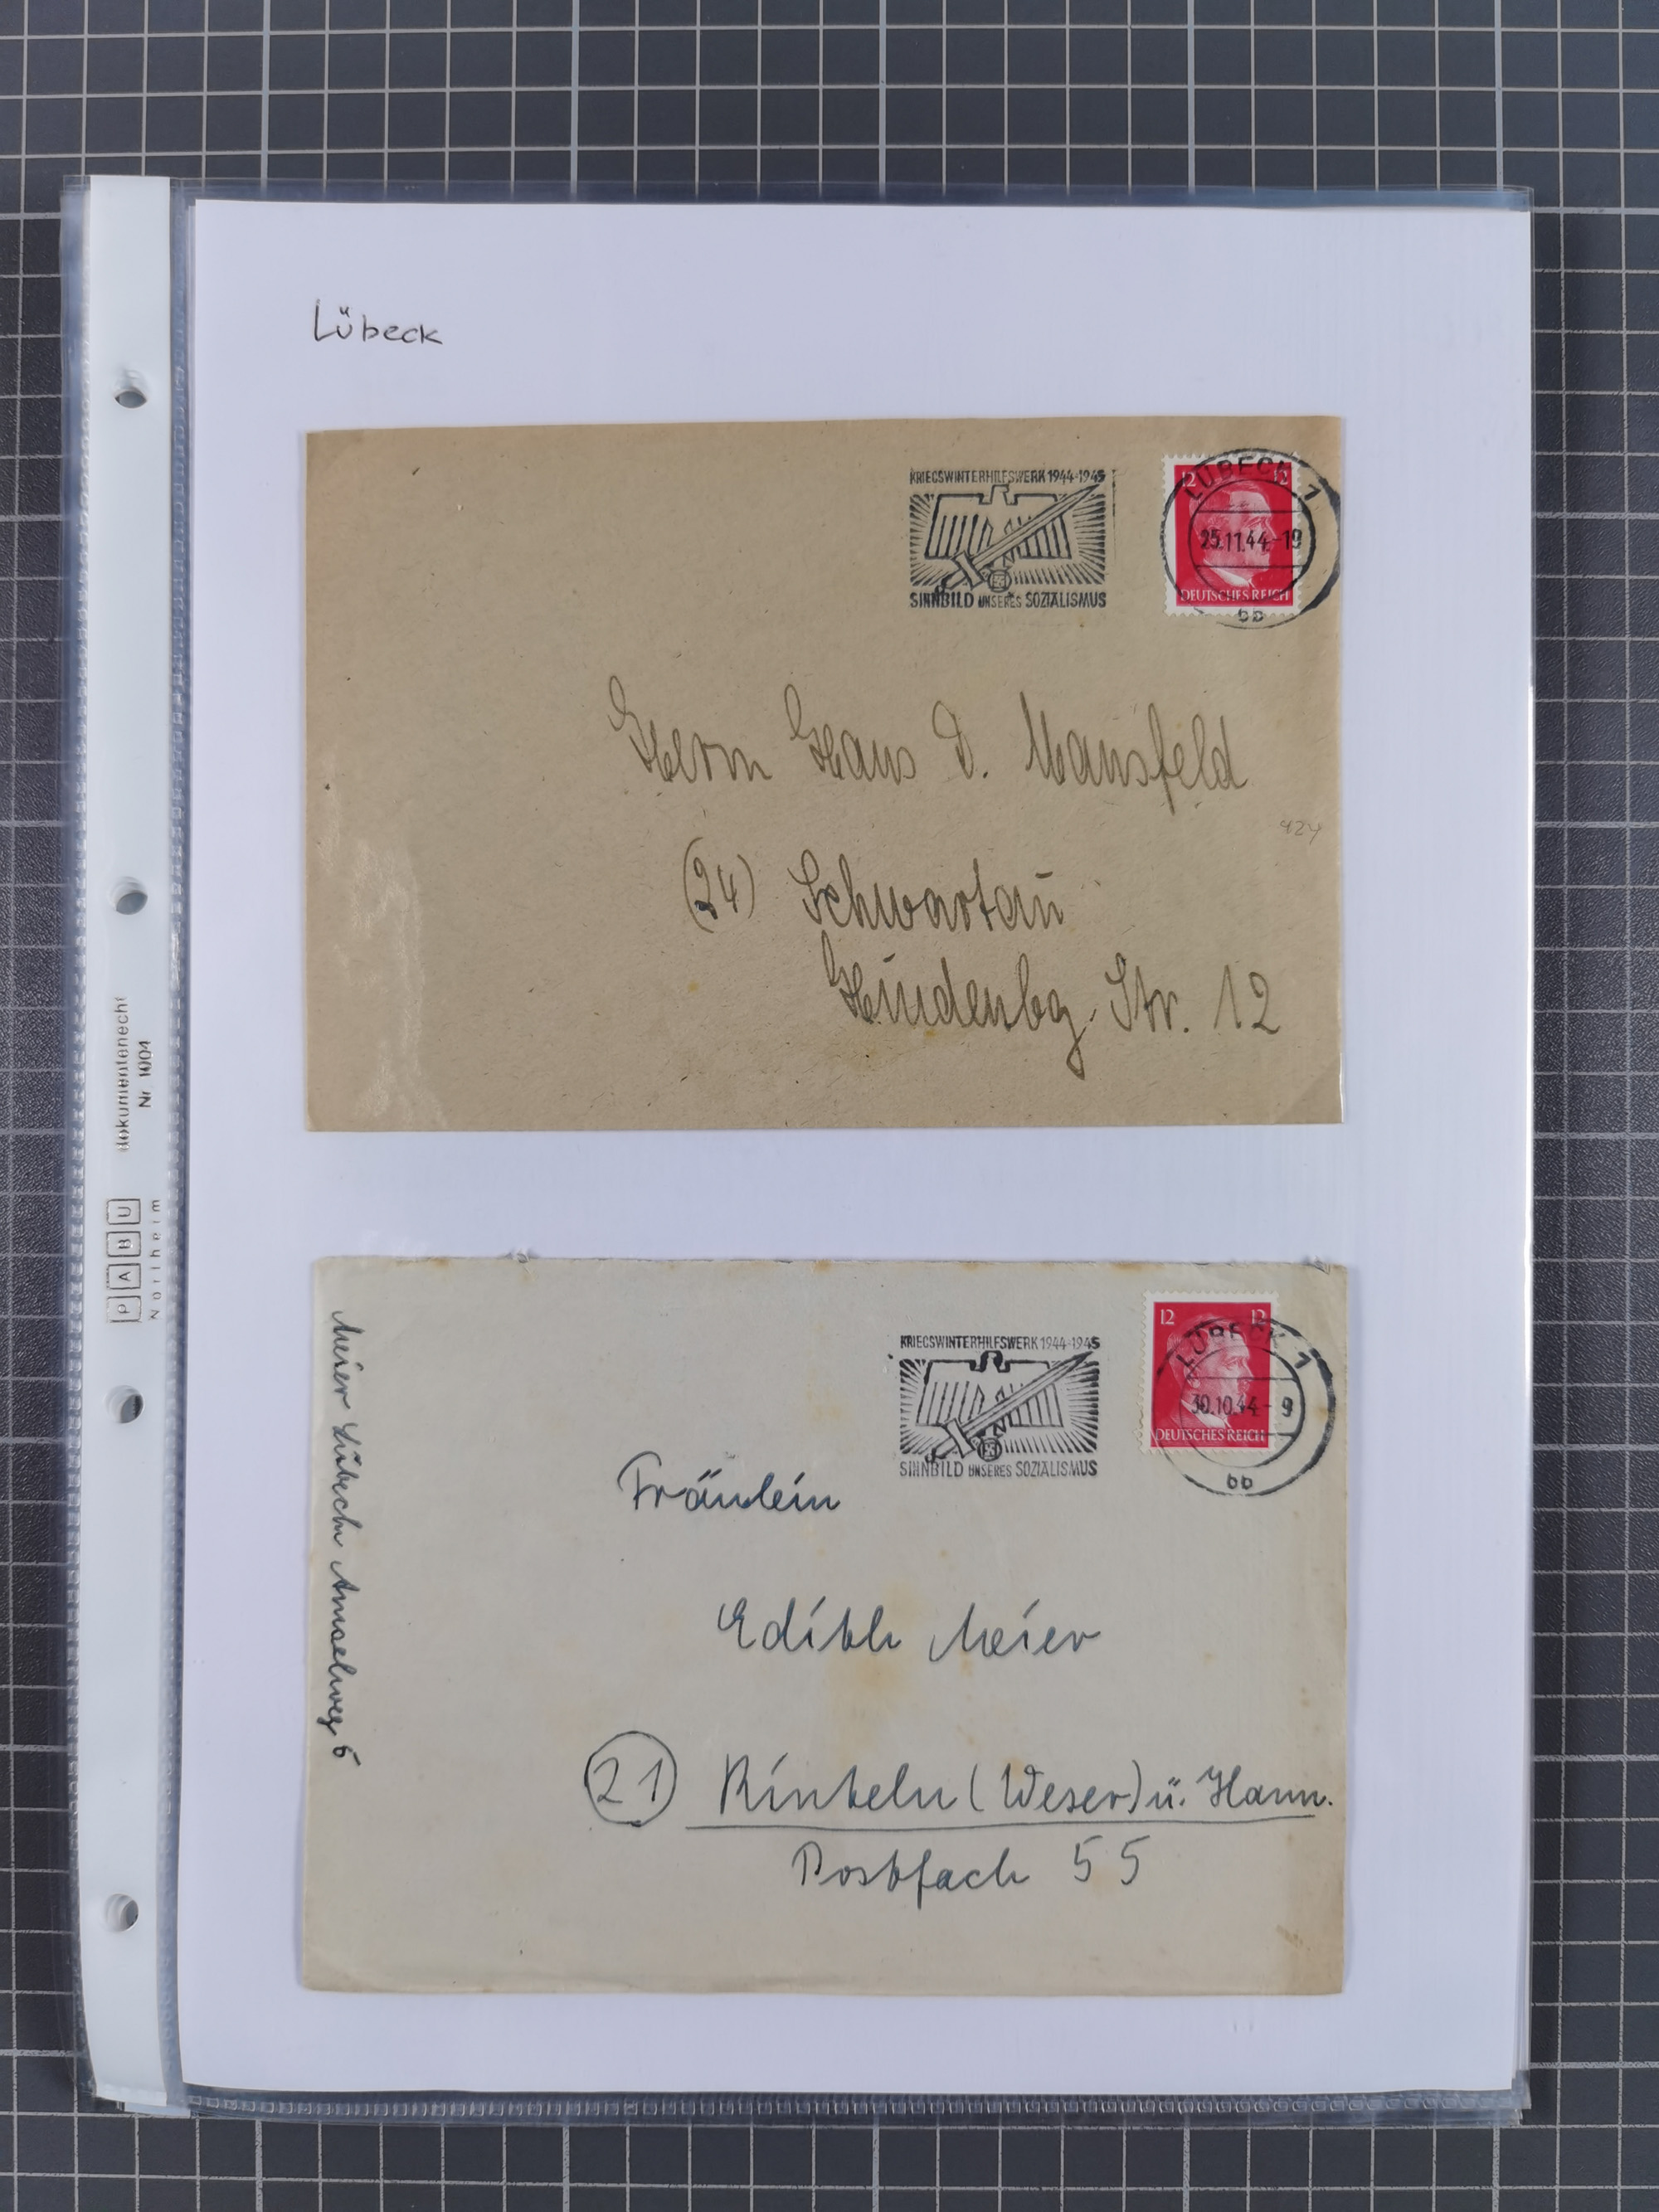 Lübeck
KRIEGSWINTERHILFSWERK 1944-1945
SINNBILD UNSERES SOZIALISMUS
12 12
DEUTSCHES REICH
LÜBECK 1
25.11.44-19
bb
Herrn Hans D. Mansfeld
424
(24) Schwartau
Hindenbg. Str. 12
KRIEGSWINTERHILFSWERK 1944-1945
SINNBILD UNSERES SOZIALISMUS
12 12
DEUTSCHES REICH
LÜBECK 1
30.10.44-9
bb
Meier Lübeck Amselweg 6
Fräulein
Edith Meier
21 Rinteln (Weser) ü. Hann.
Postfach 55
dokumentenecht
Nr 1004
PABU
Northeim